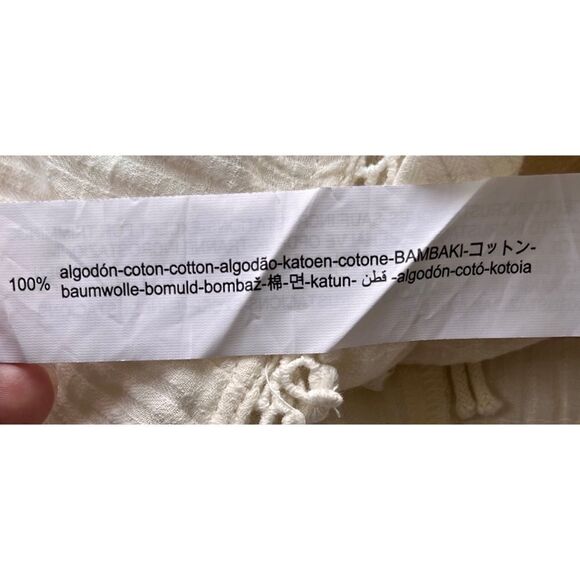 100% algodón-coton-cotton-algodão-katoen-cotone-BAMBAKI-コットン-
baumwolle-bomuld-bombaž-棉-면-katun- قطن -algodón-cotó-kotoia